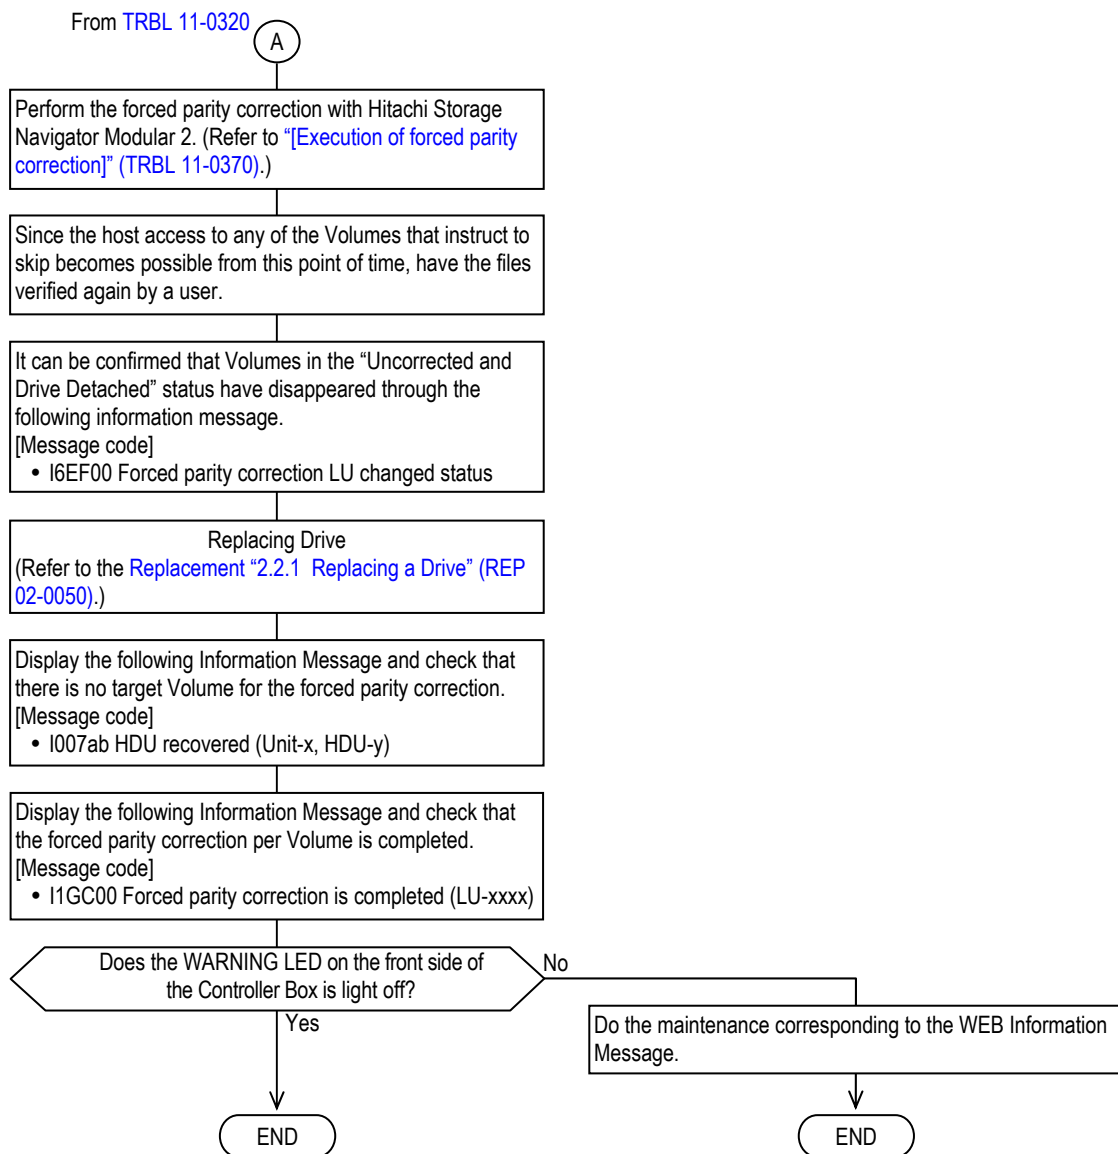 From TRBL 11-0320
A
Perform the forced parity correction with Hitachi Storage
Navigator Modular 2. (Refer to “[Execution of forced parity
correction]” (TRBL 11-0370).)
Since the host access to any of the Volumes that instruct to
skip becomes possible from this point of time, have the files
verified again by a user.
It can be confirmed that Volumes in the “Uncorrected and
Drive Detached” status have disappeared through the
following information message.
[Message code]
• I6EF00 Forced parity correction LU changed status
Replacing Drive
(Refer to the Replacement “2.2.1 Replacing a Drive” (REP
02-0050).)
Display the following Information Message and check that
there is no target Volume for the forced parity correction.
[Message code]
• I007ab HDU recovered (Unit-x, HDU-y)
Display the following Information Message and check that
the forced parity correction per Volume is completed.
[Message code]
• I1GC00 Forced parity correction is completed (LU-xxxx)
Does the WARNING LED on the front side of
the Controller Box is light off?
No
Yes
Do the maintenance corresponding to the WEB Information
Message.
END
END